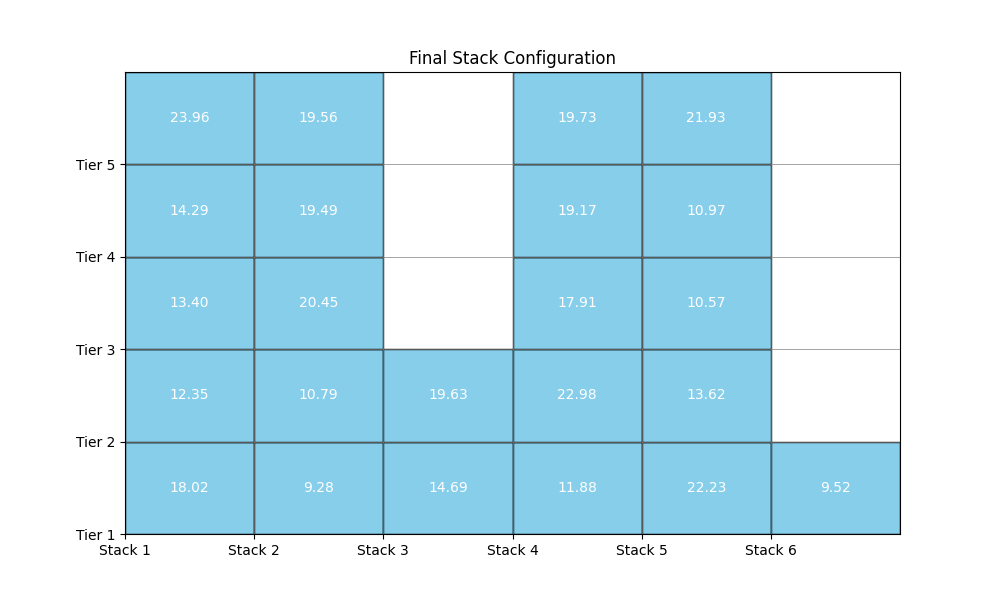 Final Stack Configuration
23.96 19.56 19.73 21.93
Tier 5
14.29 19.49 19.17 10.97
Tier 4
13.40 20.45 17.91 10.57
Tier 3
12.35 10.79 19.63 22.98 13.62
Tier 2
18.02 9.28 14.69 11.88 22.23 9.52
Tier 1
Stack 1 Stack 2 Stack 3 Stack 4 Stack 5 Stack 6